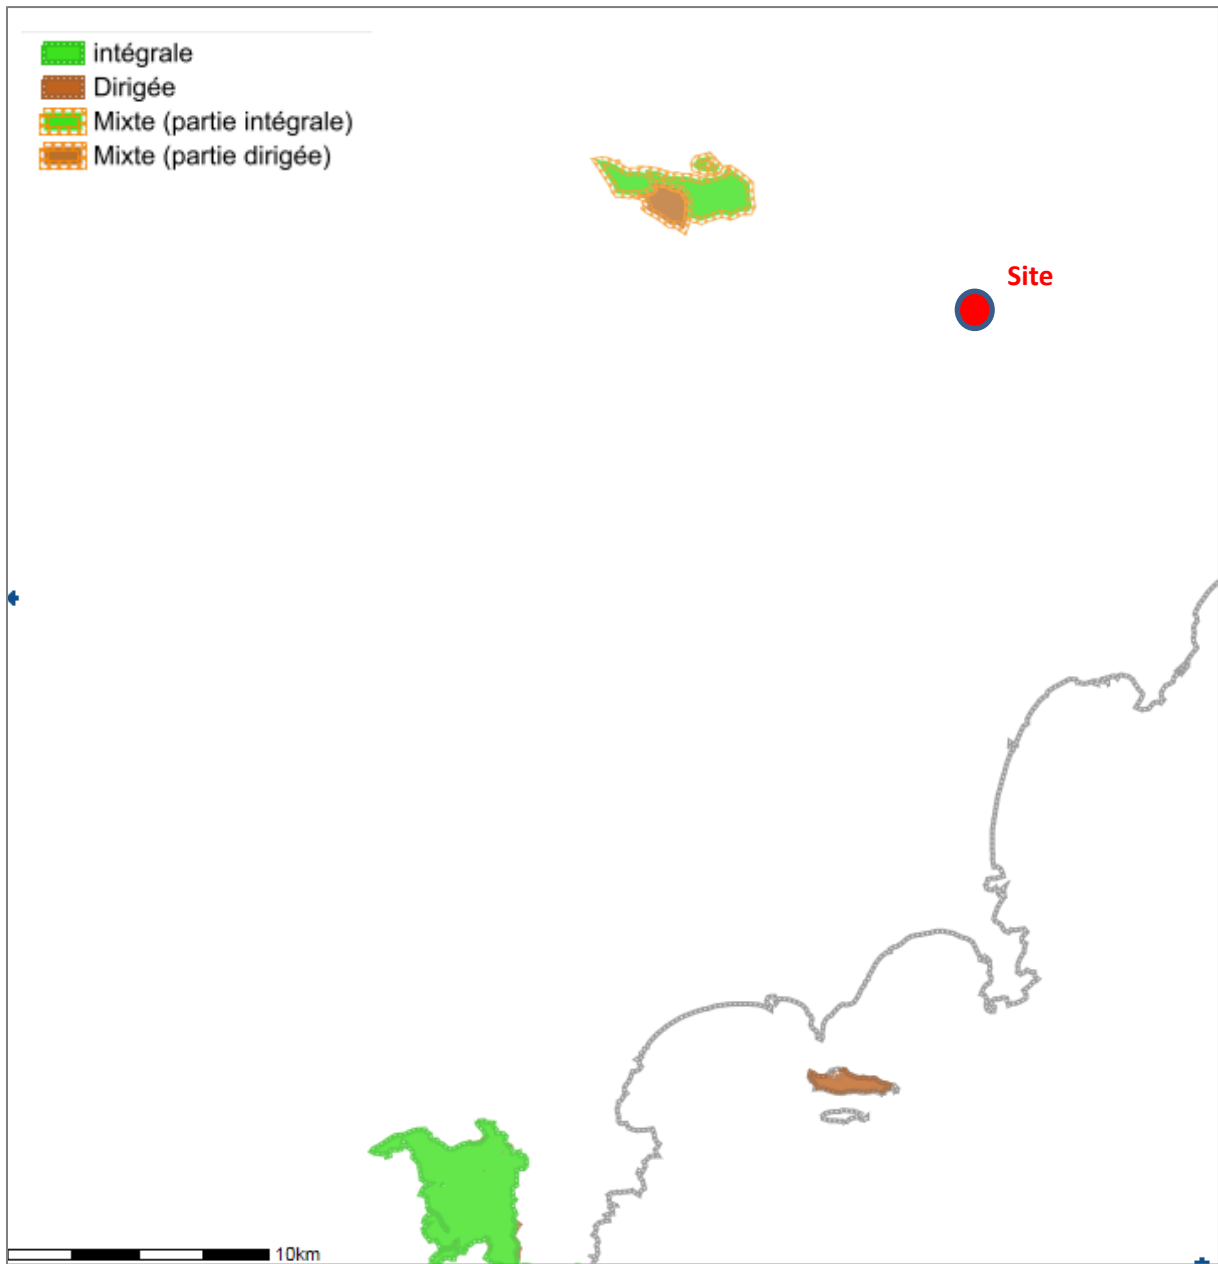 intégrale
Dirigée
Mixte (partie intégrale)
Mixte (partie dirigée)
Site
10km